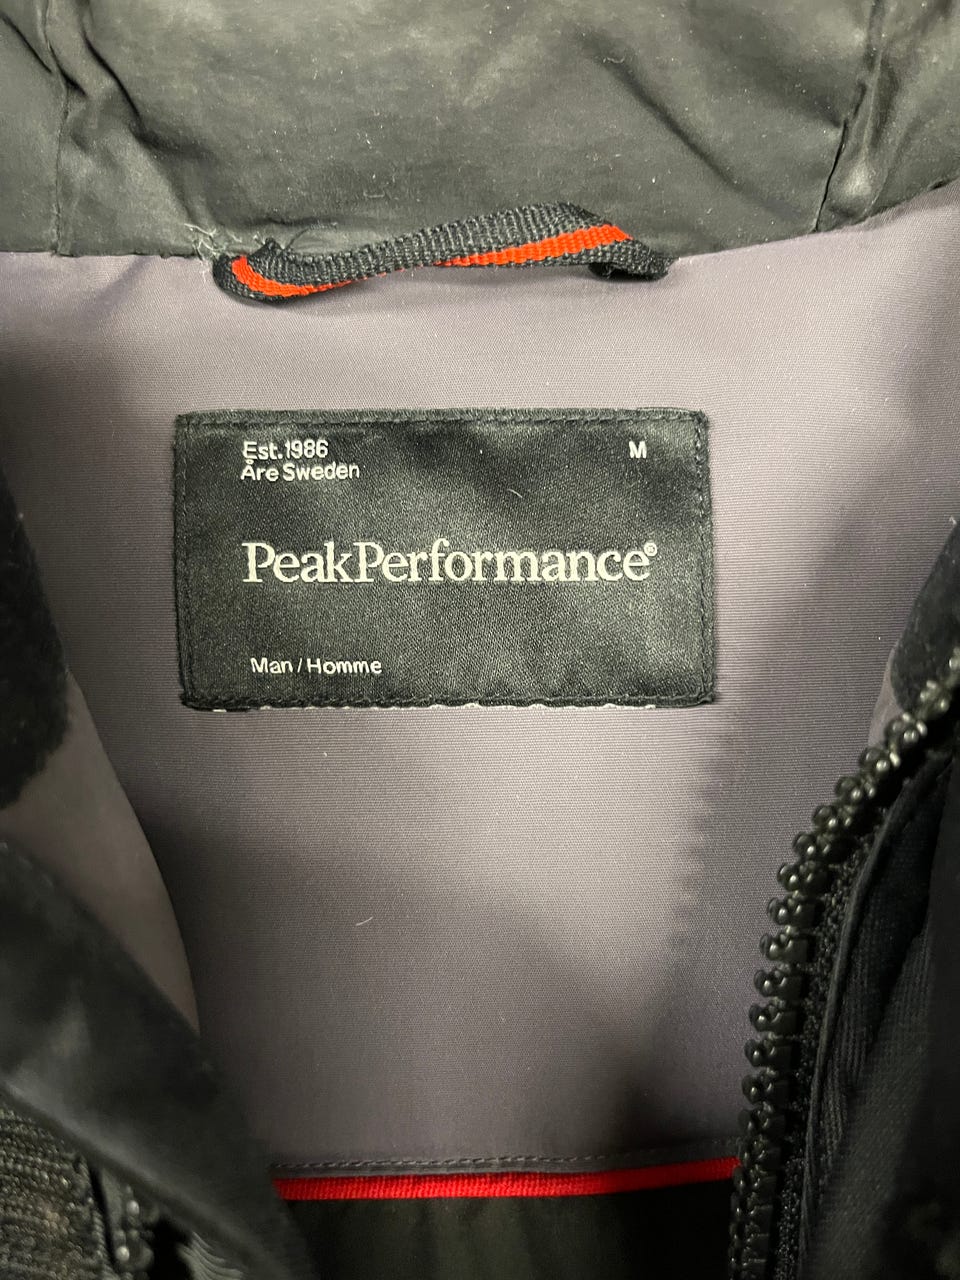 Est.1986 M
Åre Sweden
PeakPerformance®
Man / Homme